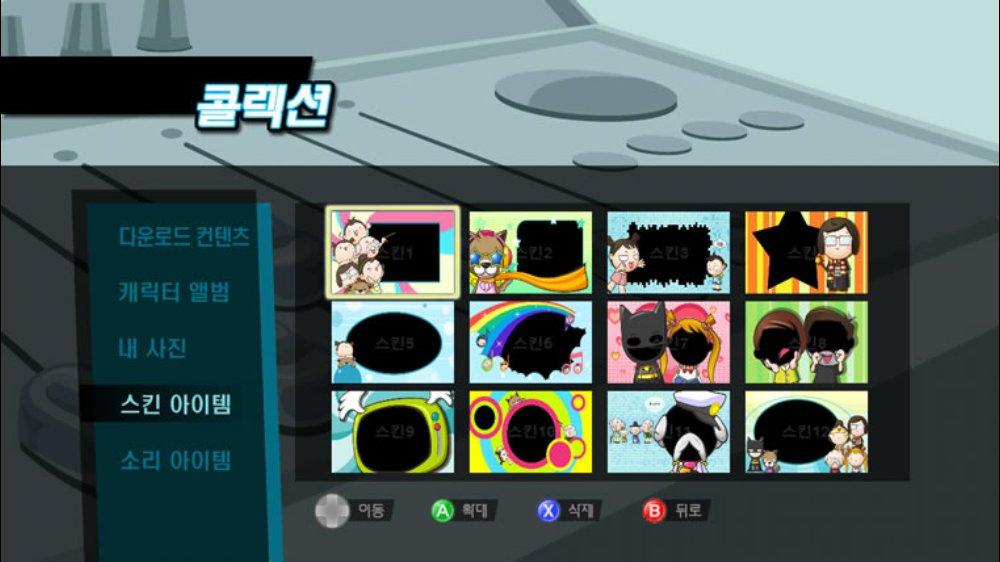 콜렉션
다운로드 컨텐츠
캐릭터 앨범
내 사진
스킨 아이템
소리 아이템
스킨1
스킨2
스킨3
스킨5
스킨6
스킨9
스킨10
스킨12
이동
A 확대
X 삭제
B 뒤로